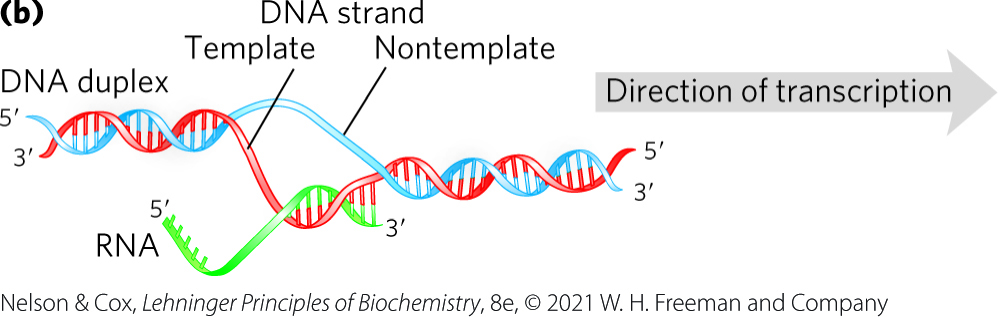 (b)
DNA strand
Template
Nontemplate
DNA duplex
Direction of transcription
5′
3′
5′
3′
5′
RNA
3′
Nelson & Cox, Lehninger Principles of Biochemistry, 8e, © 2021 W. H. Freeman and Company